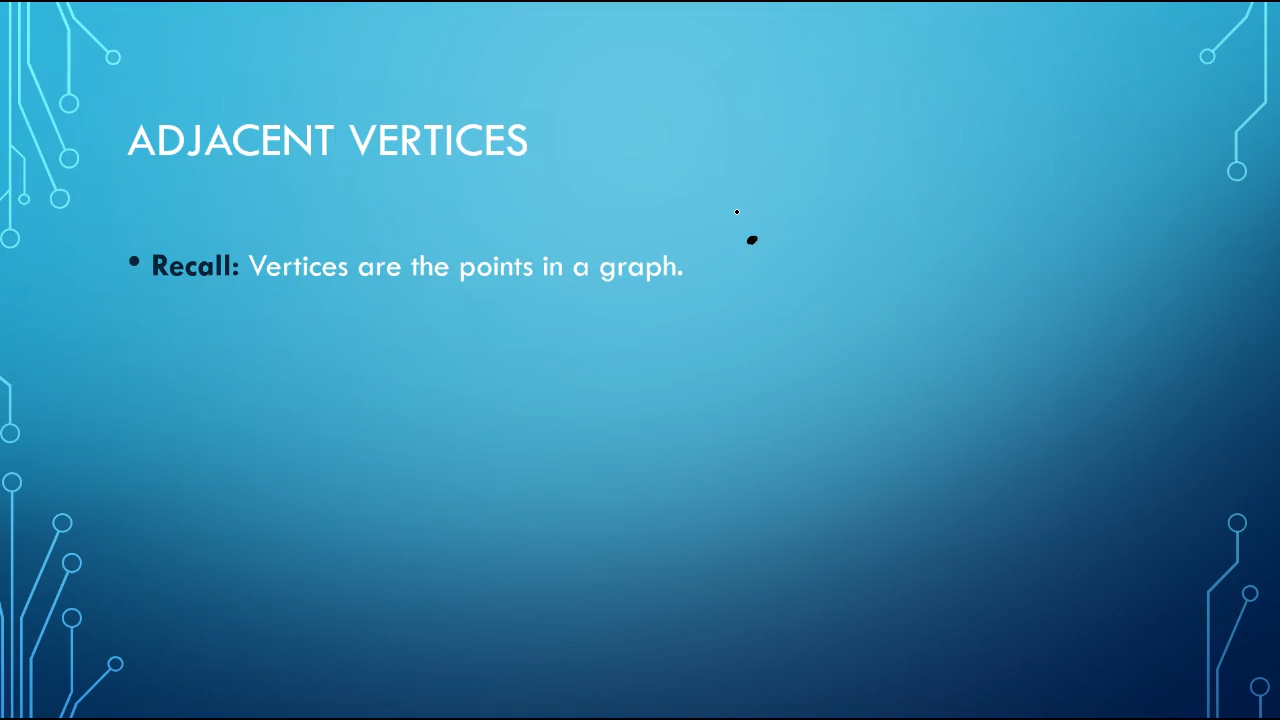 ADJACENT VERTICES
• Recall: Vertices are the points in a graph.